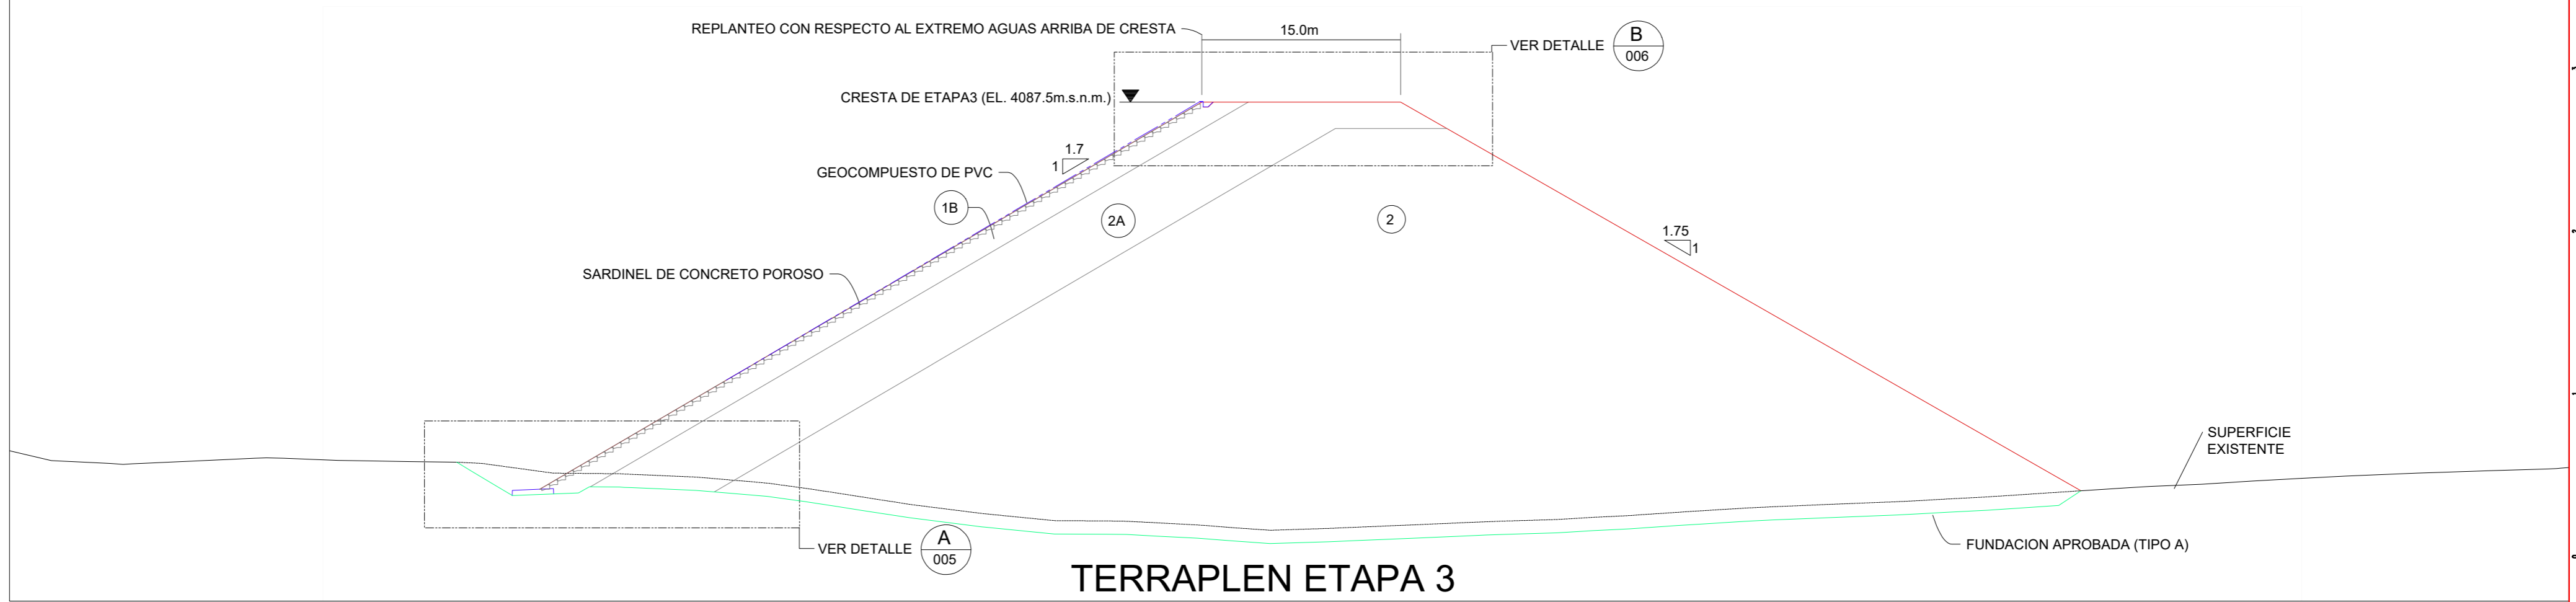 REPLANTEO CON RESPECTO AL EXTREMO AGUAS ARRIBA DE CRESTA
15.0m
VER DETALLE
B
006
CRESTA DE ETAPA3 (EL. 4087.5m.s.n.m.)
1.7
1
GEOCOMPUESTO DE PVC
1B
2A
2
1.75
1
SARDINEL DE CONCRETO POROSO
SUPERFICIE
EXISTENTE
VER DETALLE
A
005
FUNDACION APROBADA (TIPO A)
TERRAPLEN ETAPA 3